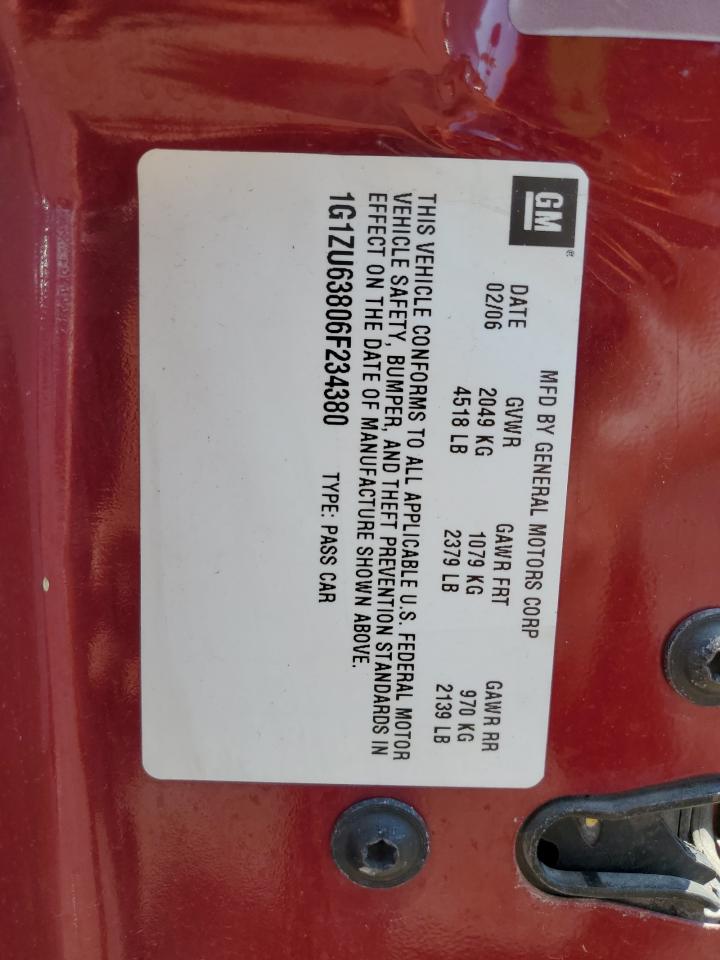 GM®
MFD BY GENERAL MOTORS CORP
DATE GVWR GAWR FRT GAWR RR
02/06 2049 KG 1079 KG 970 KG
4518 LB 2379 LB 2139 LB
THIS VEHICLE CONFORMS TO ALL APPLICABLE U.S. FEDERAL MOTOR
VEHICLE SAFETY, BUMPER, AND THEFT PREVENTION STANDARDS IN
EFFECT ON THE DATE OF MANUFACTURE SHOWN ABOVE.
1G1ZU63806F234380 TYPE: PASS CAR